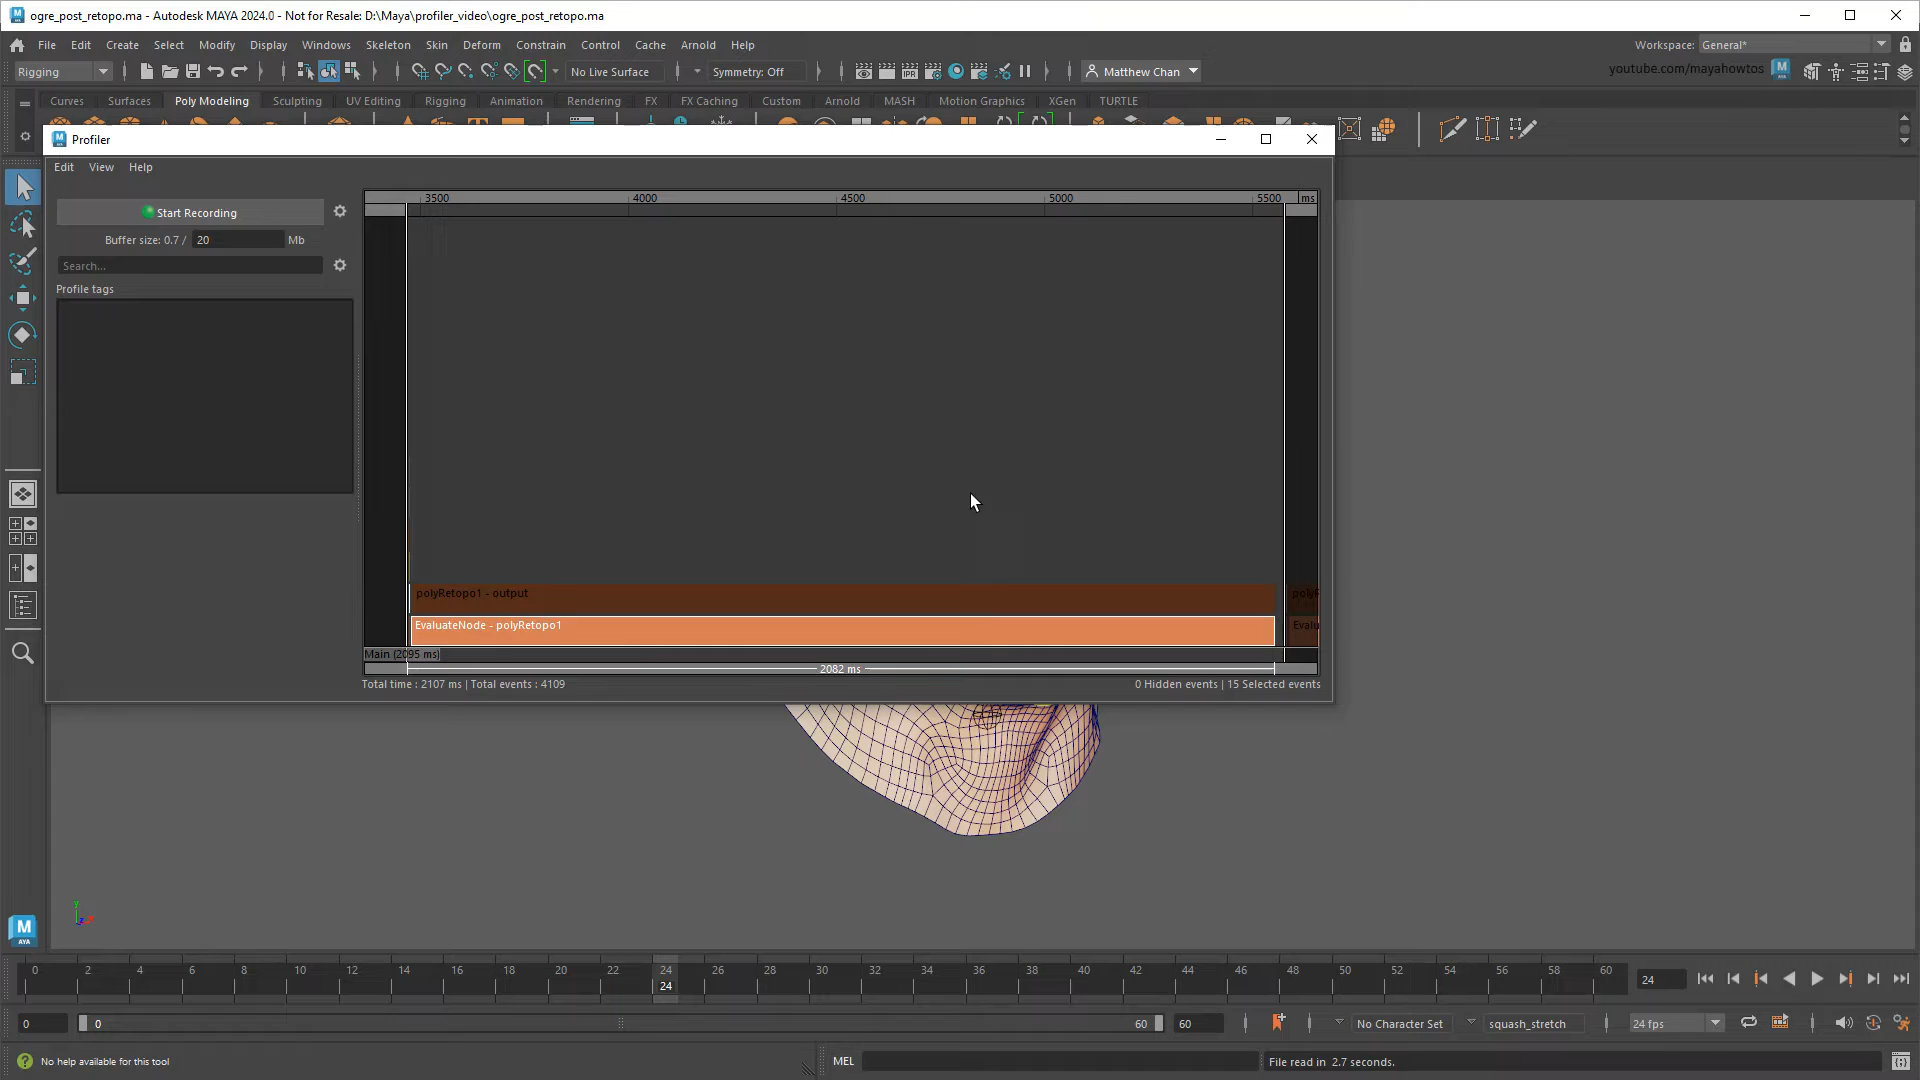 ogre_post_retopo.ma - Autodesk MAYA 2024.0 - Not for Resale: D:\Maya\profiler_video\ogre_post_retopo.ma
File Edit Create Select Modify Display Windows Skeleton Skin Deform Constrain Control Cache Arnold Help
Workspace: General*
Rigging
No Live Surface
Symmetry: Off
IPR
Matthew Chan
youtube.com/mayahowtos
Curves Surfaces Poly Modeling Sculpting UV Editing Rigging Animation Rendering FX FX Caching Custom Arnold MASH Motion Graphics XGen TURTLE
Profiler
Edit View Help
Start Recording
Buffer size: 0.7 / 20 Mb
Search...
Profile tags
3500 4000 4500 5000 5500 ms
polyRetopo1 - output
EvaluateNode - polyRetopo1
Evalu
Main (2095 ms)
2082 ms
Total time : 2107 ms | Total events : 4109
0 Hidden events | 15 Selected events
y
M
AYA
0 2 4 6 8 10 12 14 16 18 20 22 24 26 28 30 32 34 36 38 40 42 44 46 48 50 52 54 56 58 60
24
24
0
0
60
60
No Character Set
squash_stretch
24 fps
No help available for this tool
MEL
File read in 2.7 seconds.